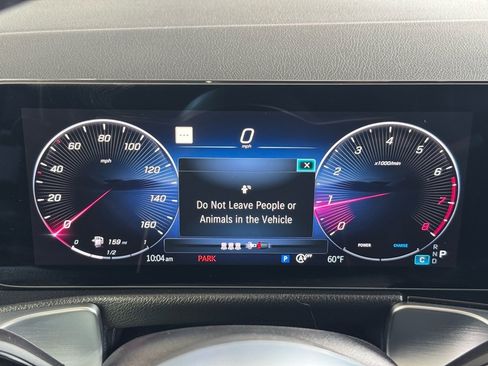 0 20 40 60 80 100 120 140 160
mph
0
mph
Do Not Leave People or
Animals in the Vehicle
0 1/2 1
159 mi
10:04 am
PARK
P
A OFF
60°F
1 2 3 4 5 6 7 8
x1000/min
POWER CHARGE
R
N
D
P
C